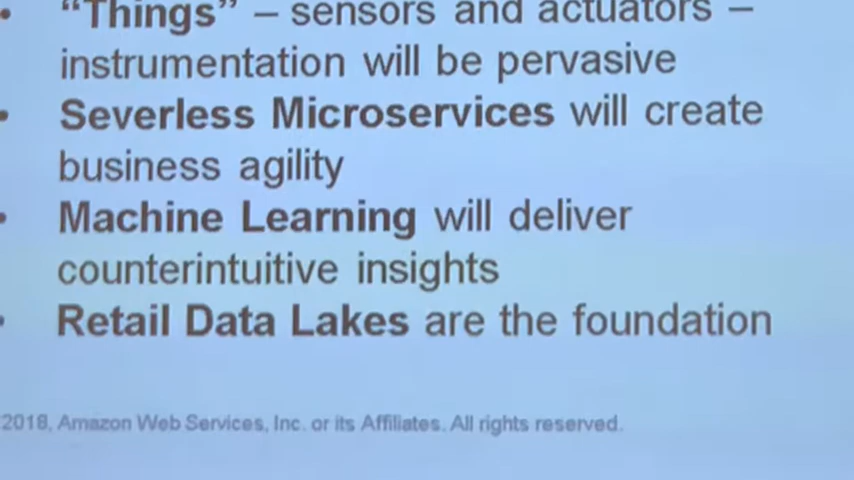 • “Things” – sensors and actuators –
instrumentation will be pervasive
• Severless Microservices will create
business agility
• Machine Learning will deliver
counterintuitive insights
• Retail Data Lakes are the foundation
2018, Amazon Web Services, Inc. or its Affiliates. All rights reserved.